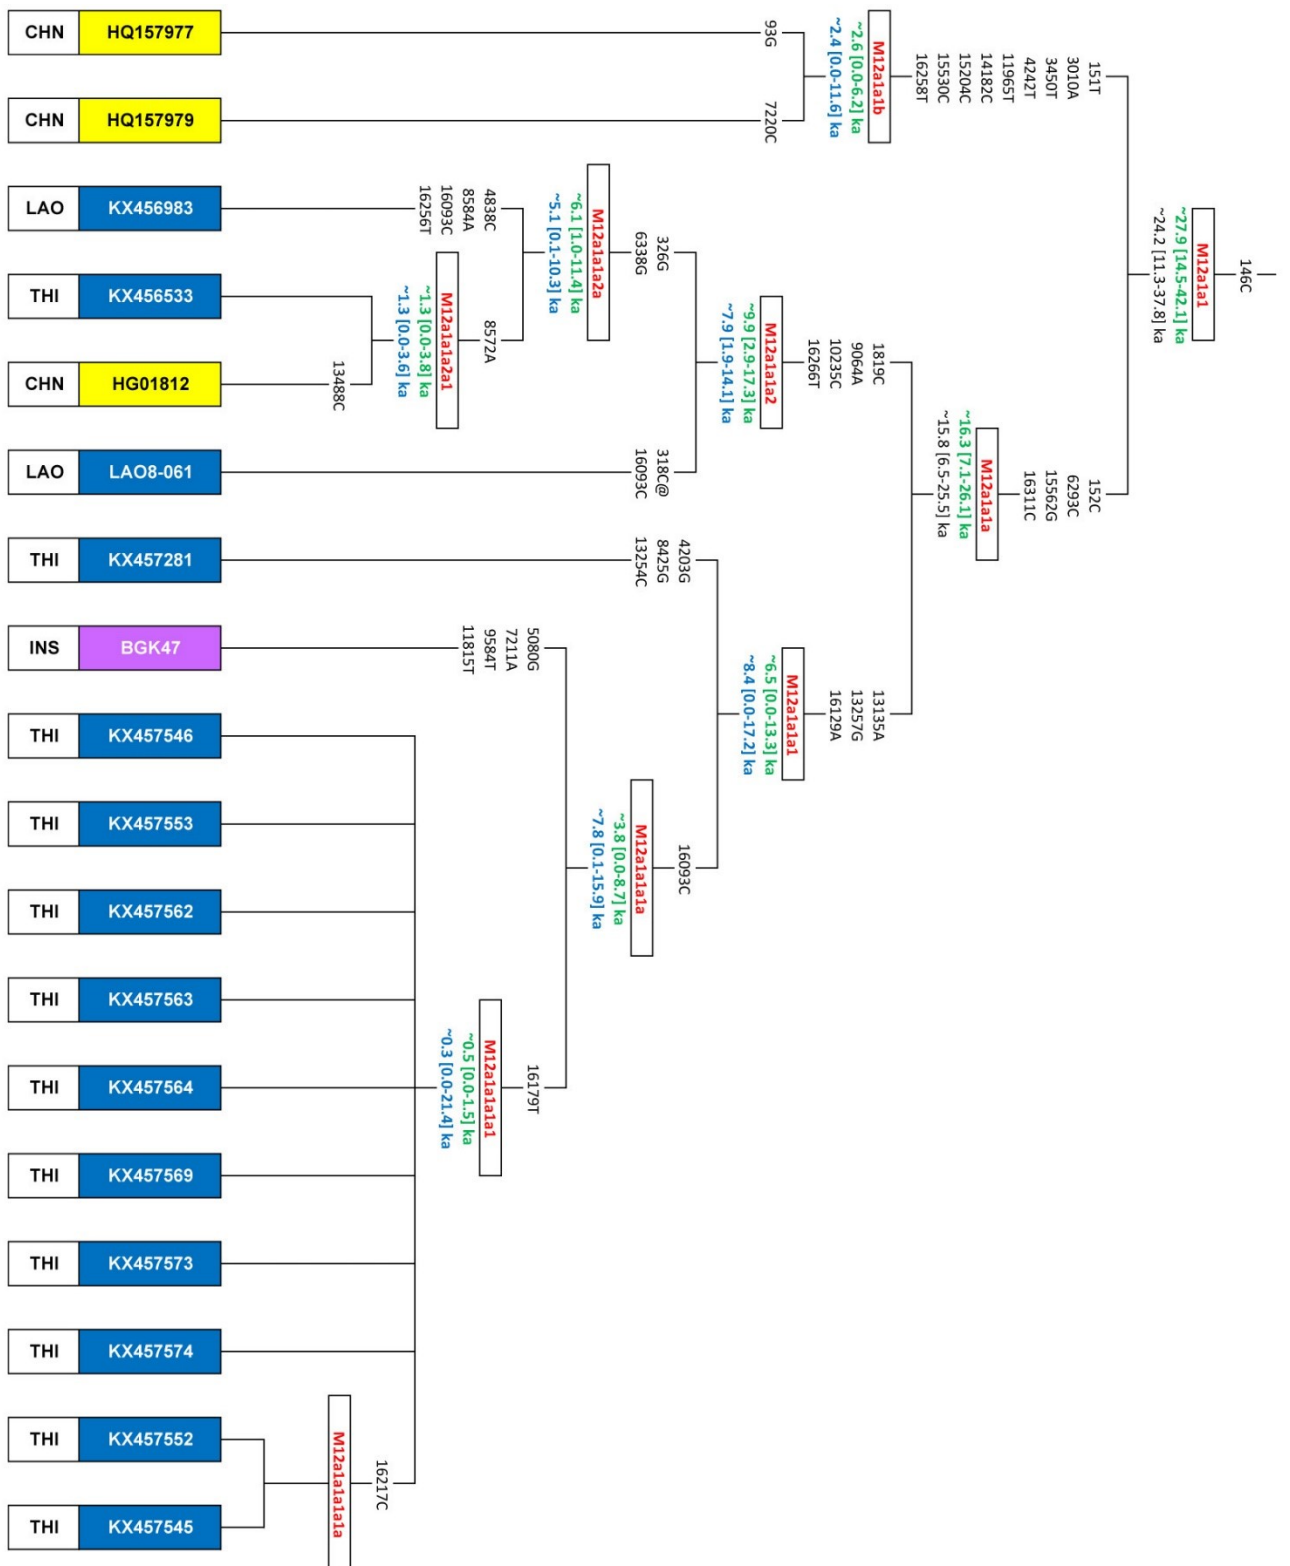 146C
M12a1a1
~27.9 [14.5-42.1] ka
~24.2 [11.3-37.8] ka
151T
3010A
3450T
4242T
11965T
14182C
15204C
15530C
16258T
M12a1a1b
~2.6 [0.0-6.2] ka
~2.4 [0.0-11.6] ka
93G
7220C
152C
6293C
15562G
16311C
M12a1a1a
~16.3 [7.1-26.1] ka
~15.8 [6.5-25.5] ka
1819C
9064A
10235C
16266T
M12a1a1a2
~9.9 [2.9-17.3] ka
~7.9 [1.9-14.1] ka
326G
6338G
M12a1a1a2a
~6.1 [1.0-11.4] ka
~5.1 [0.1-10.3] ka
4838C
8584A
16093C
16256T
8572A
M12a1a1a2a1
~1.3 [0.0-3.8] ka
~1.3 [0.0-3.6] ka
13488C
318C@
16093C
13135A
13257G
16129A
M12a1a1a1
~6.5 [0.0-13.3] ka
~8.4 [0.0-17.2] ka
4203G
8425G
13254C
16093C
M12a1a1a1a
~3.8 [0.0-8.7] ka
~7.8 [0.1-15.9] ka
5080G
7211A
9584T
11815T
16179T
M12a1a1a1a1
~0.5 [0.0-1.5] ka
~0.3 [0.0-21.4] ka
16217C
M12a1a1a1a1a
CHN HQ157977
CHN HQ157979
LAO KX456983
THI KX456533
CHN HG01812
LAO LAO8-061
THI KX457281
INS BGK47
THI KX457546
THI KX457553
THI KX457562
THI KX457563
THI KX457564
THI KX457569
THI KX457573
THI KX457574
THI KX457552
THI KX457545